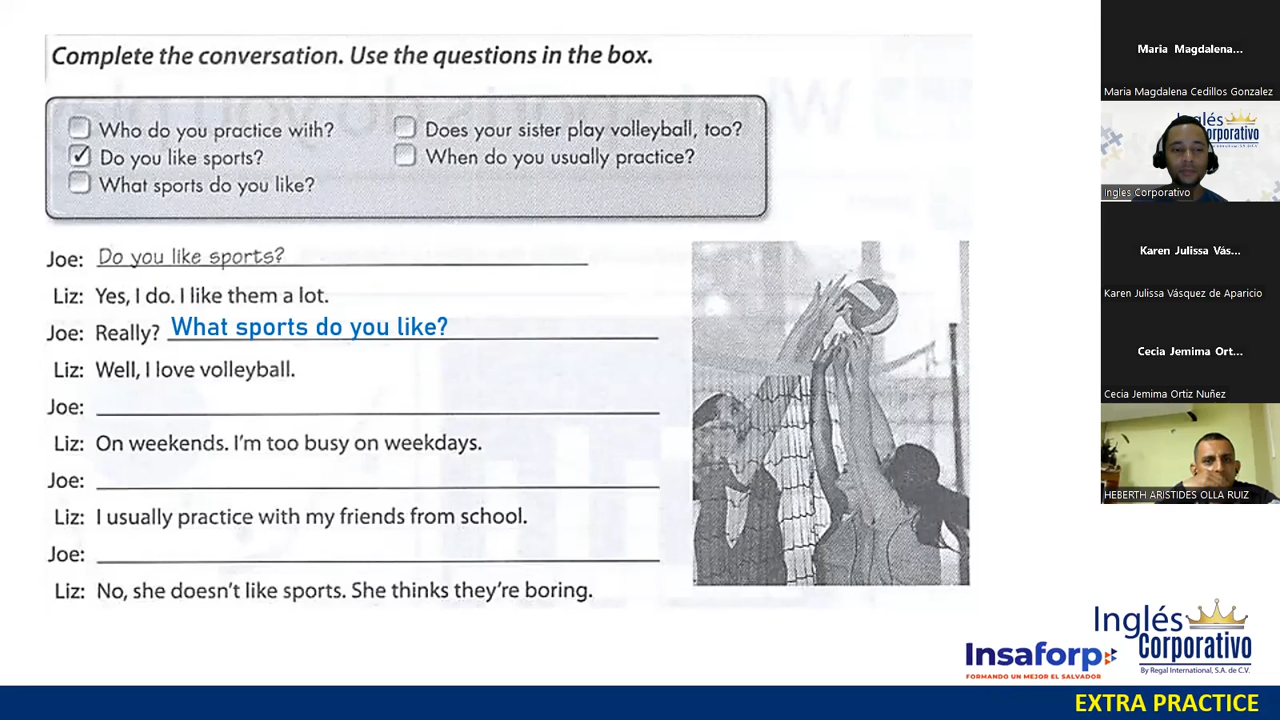 Complete the conversation. Use the questions in the box.
Who do you practice with?
Do you like sports?
What sports do you like?
Does your sister play volleyball, too?
When do you usually practice?
Joe: Do you like sports?
Liz: Yes, I do. I like them a lot.
Joe: Really? What sports do you like?
Liz: Well, I love volleyball.
Joe:
Liz: On weekends. I'm too busy on weekdays.
Joe:
Liz: I usually practice with my friends from school.
Joe:
Liz: No, she doesn't like sports. She thinks they're boring.
Maria Magdalena...
Maria Magdalena Cedillos Gonzalez
Inglés
Corporativo
Ingles Corporativo
Karen Julissa Vás...
Karen Julissa Vásquez de Aparicio
Cecia Jemima Ort...
Cecia Jemima Ortiz Nuñez
HEBERTH ARISTIDES OLLA RUIZ
Insaforp
FORMANDO UN MEJOR EL SALVADOR
Inglés
Corporativo
By Regal International, S.A. de C.V.
EXTRA PRACTICE